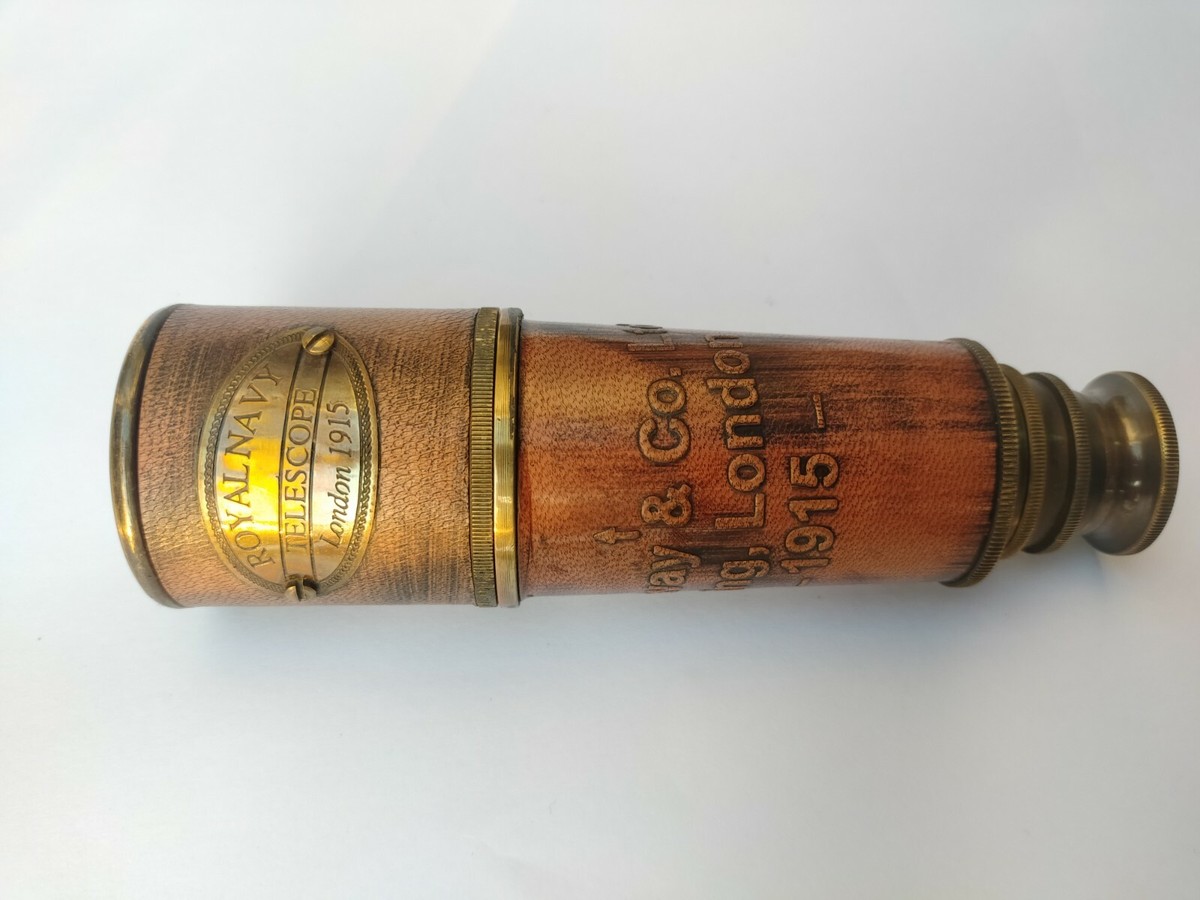 ROYAL NAVY
TELESCOPE
London 1915
& Co.
London
1915